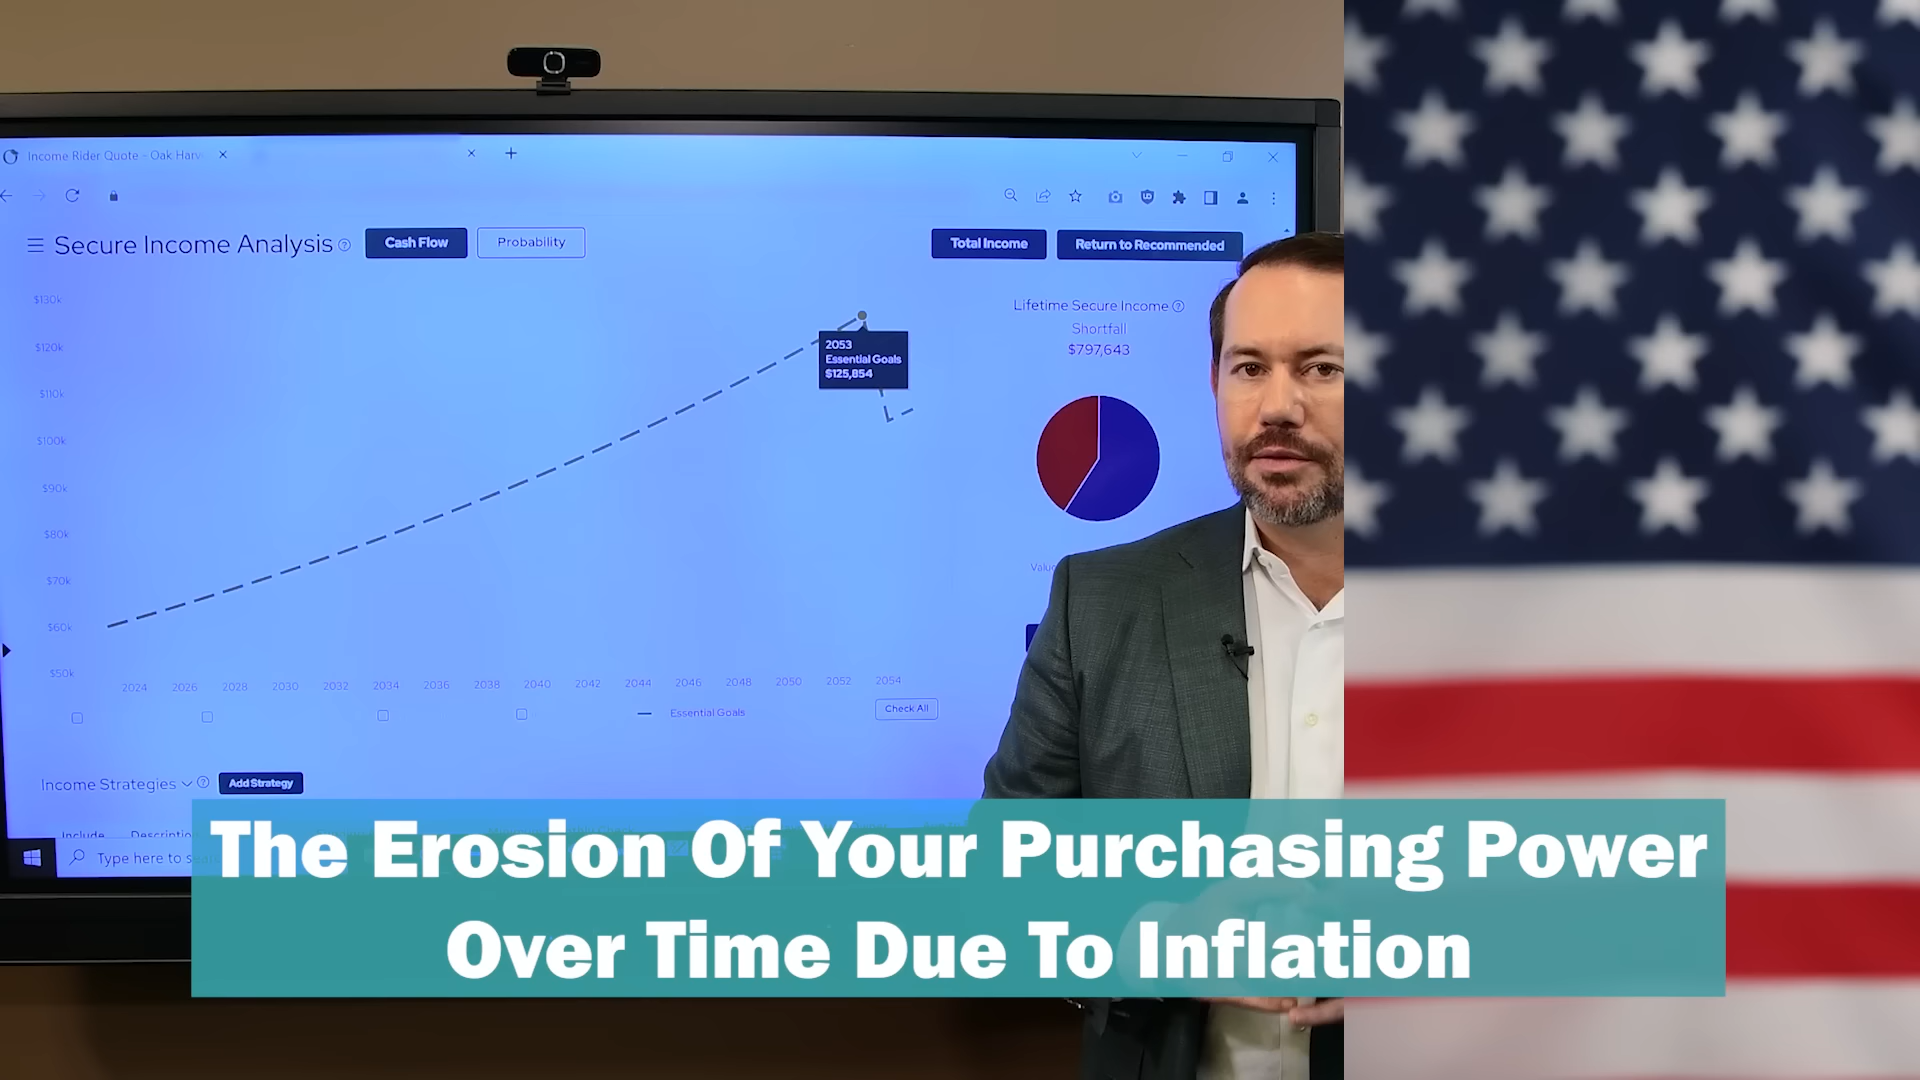 Income Rider Quote - Oak Harv
Secure Income Analysis
Cash Flow
Probability
Total Income
Return to Recommended
$130k
$120k
$110k
$100k
$90k
$80k
$70k
$60k
$50k
2053
Essential Goals
$125,854
Lifetime Secure Income
Shortfall
$797,643
Value
2024 2026 2028 2030 2032 2034 2036 2038 2040 2042 2044 2046 2048 2050 2052 2054
Essential Goals
Check All
Income Strategies
Add Strategy
Include
Type here to
The Erosion Of Your Purchasing Power
Over Time Due To Inflation